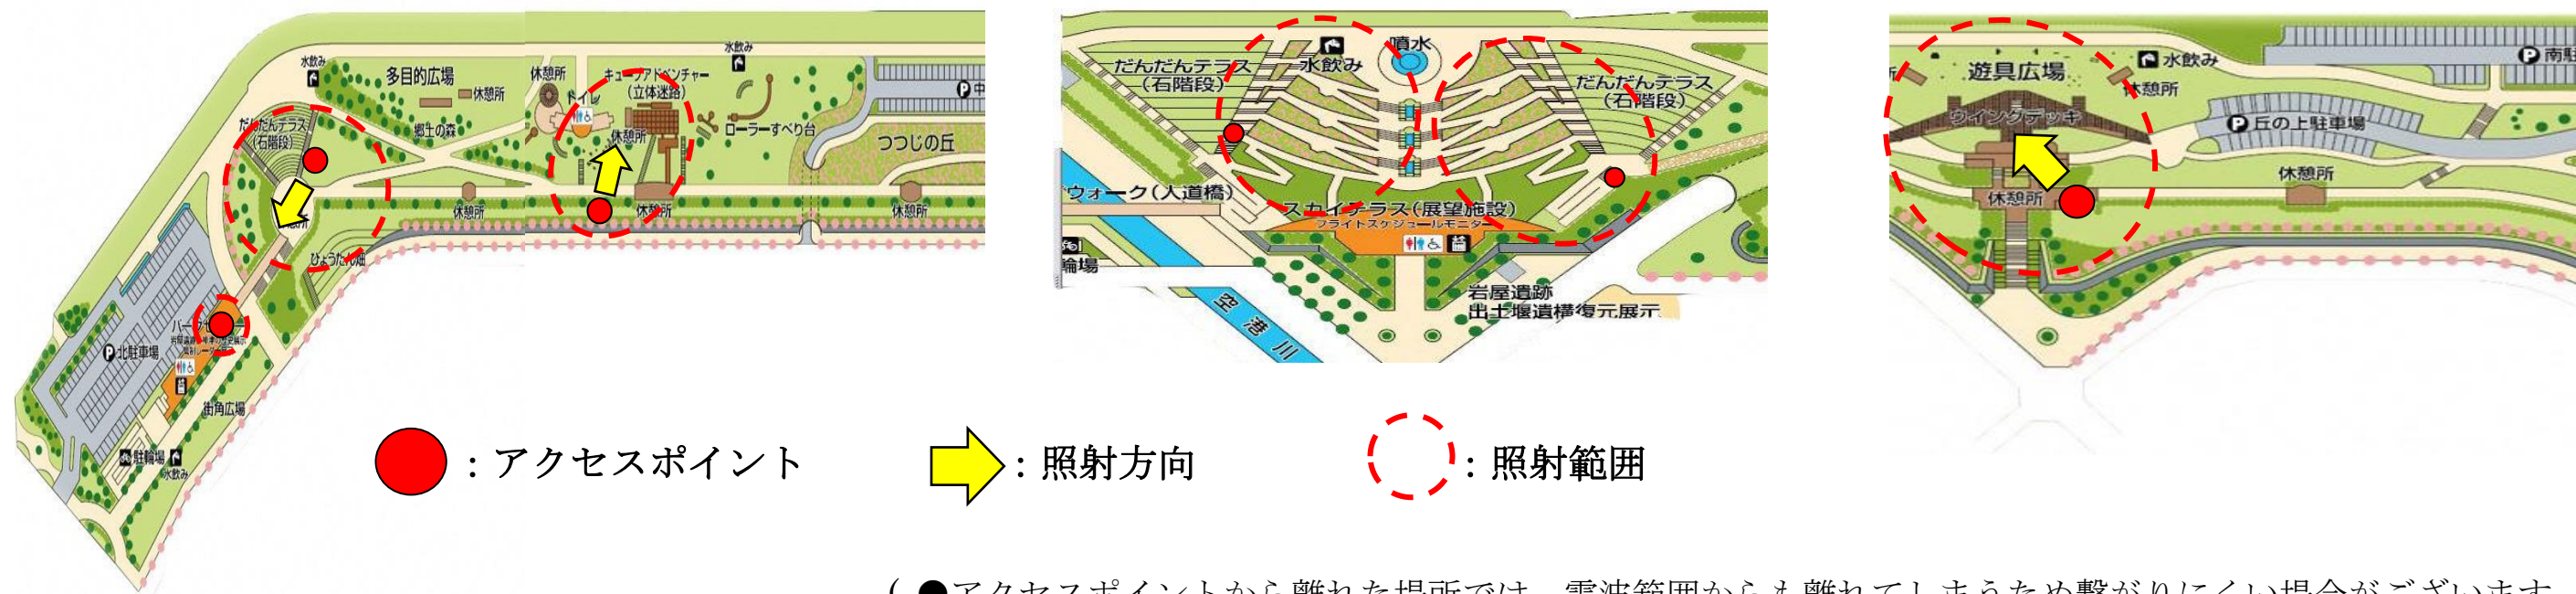 水飲み
多目的広場
休憩所
だんだんテラス
(石階段)
郷土の森
休憩所
ひょうたん畑
北駐車場
街角広場
駐輪場
水飲み
水飲み
休憩所
キューブアドベンチャー
(立体迷路)
トイレ
休憩所
ローラーすべり台
中
つつじの丘
休憩所
休憩所
噴水
水飲み
だんだんテラス
(石階段)
だんだんテラス
(石階段)
ウォーク(人道橋)
スカイテラス(展望施設)
フライトスケジュールモニター
輪場
空港川
岩屋遺跡
出土堰遺構復元展示
遊具広場
水飲み
休憩所
ウイングデッキ
休憩所
南駐
丘の上駐車場
休憩所
：アクセスポイント
：照射方向
：照射範囲
(●アクセスポイントから離れた場所では、電波範囲からも離れてしまうため繋がりにくい場合がございます